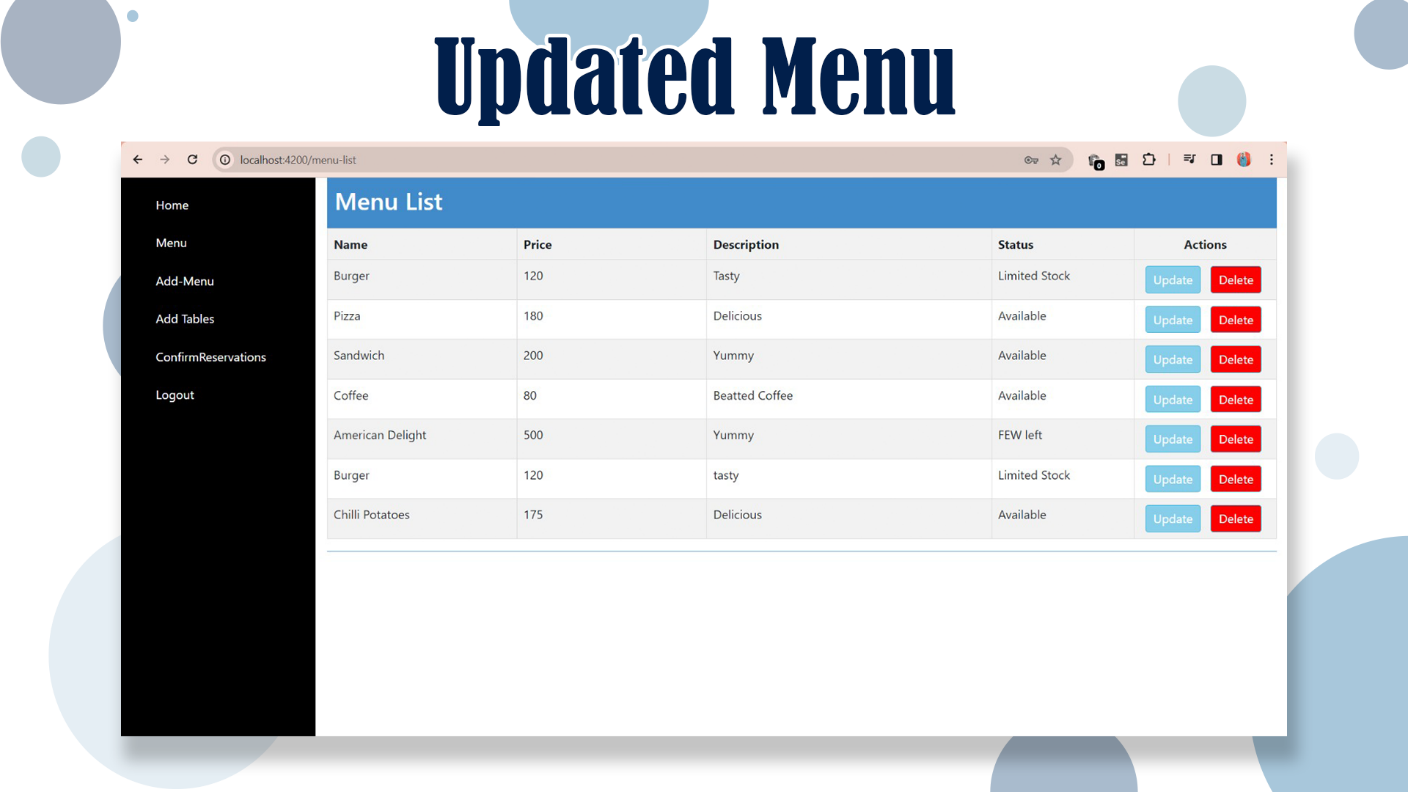 Updated Menu
localhost:4200/menu-list
Home
Menu
Add-Menu
Add Tables
ConfirmReservations
Logout
Menu List
Name Price Description Status Actions
Burger 120 Tasty Limited Stock Update Delete
Pizza 180 Delicious Available Update Delete
Sandwich 200 Yummy Available Update Delete
Coffee 80 Beatted Coffee Available Update Delete
American Delight 500 Yummy FEW left Update Delete
Burger 120 tasty Limited Stock Update Delete
Chilli Potatoes 175 Delicious Available Update Delete